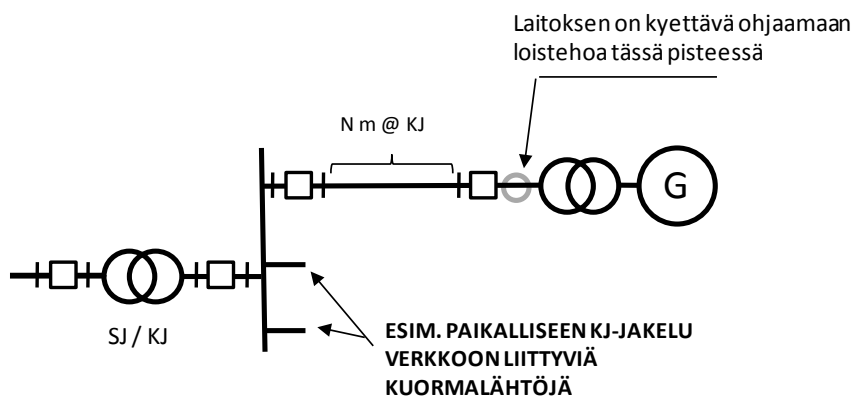 Laitoksen on kyettävä ohjaamaan
loistehoa tässä pisteessä
N m @ KJ
G
SJ / KJ
ESIM. PAIKALLISEEN KJ-JAKELU
VERKKOON LIITTYVIÄ
KUORMALÄHTÖJÄ